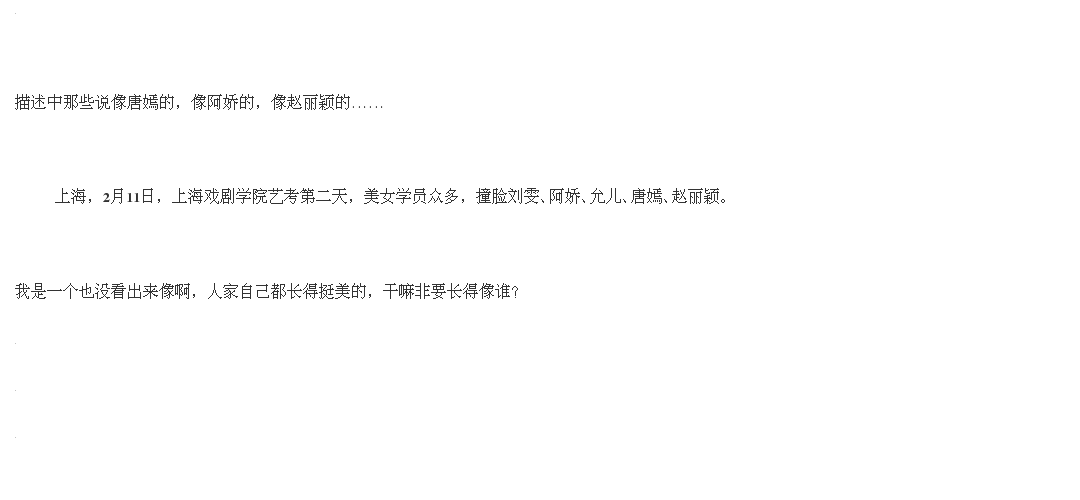 描述中那些说像唐嫣的，像阿娇的，像赵丽颖的……
上海，2月11日，上海戏剧学院艺考第二天，美女学员众多，撞脸刘雯、阿娇、允儿、唐嫣、赵丽颖。
我是一个也没看出来像啊，人家自己都长得挺美的，干嘛非要长得像谁？